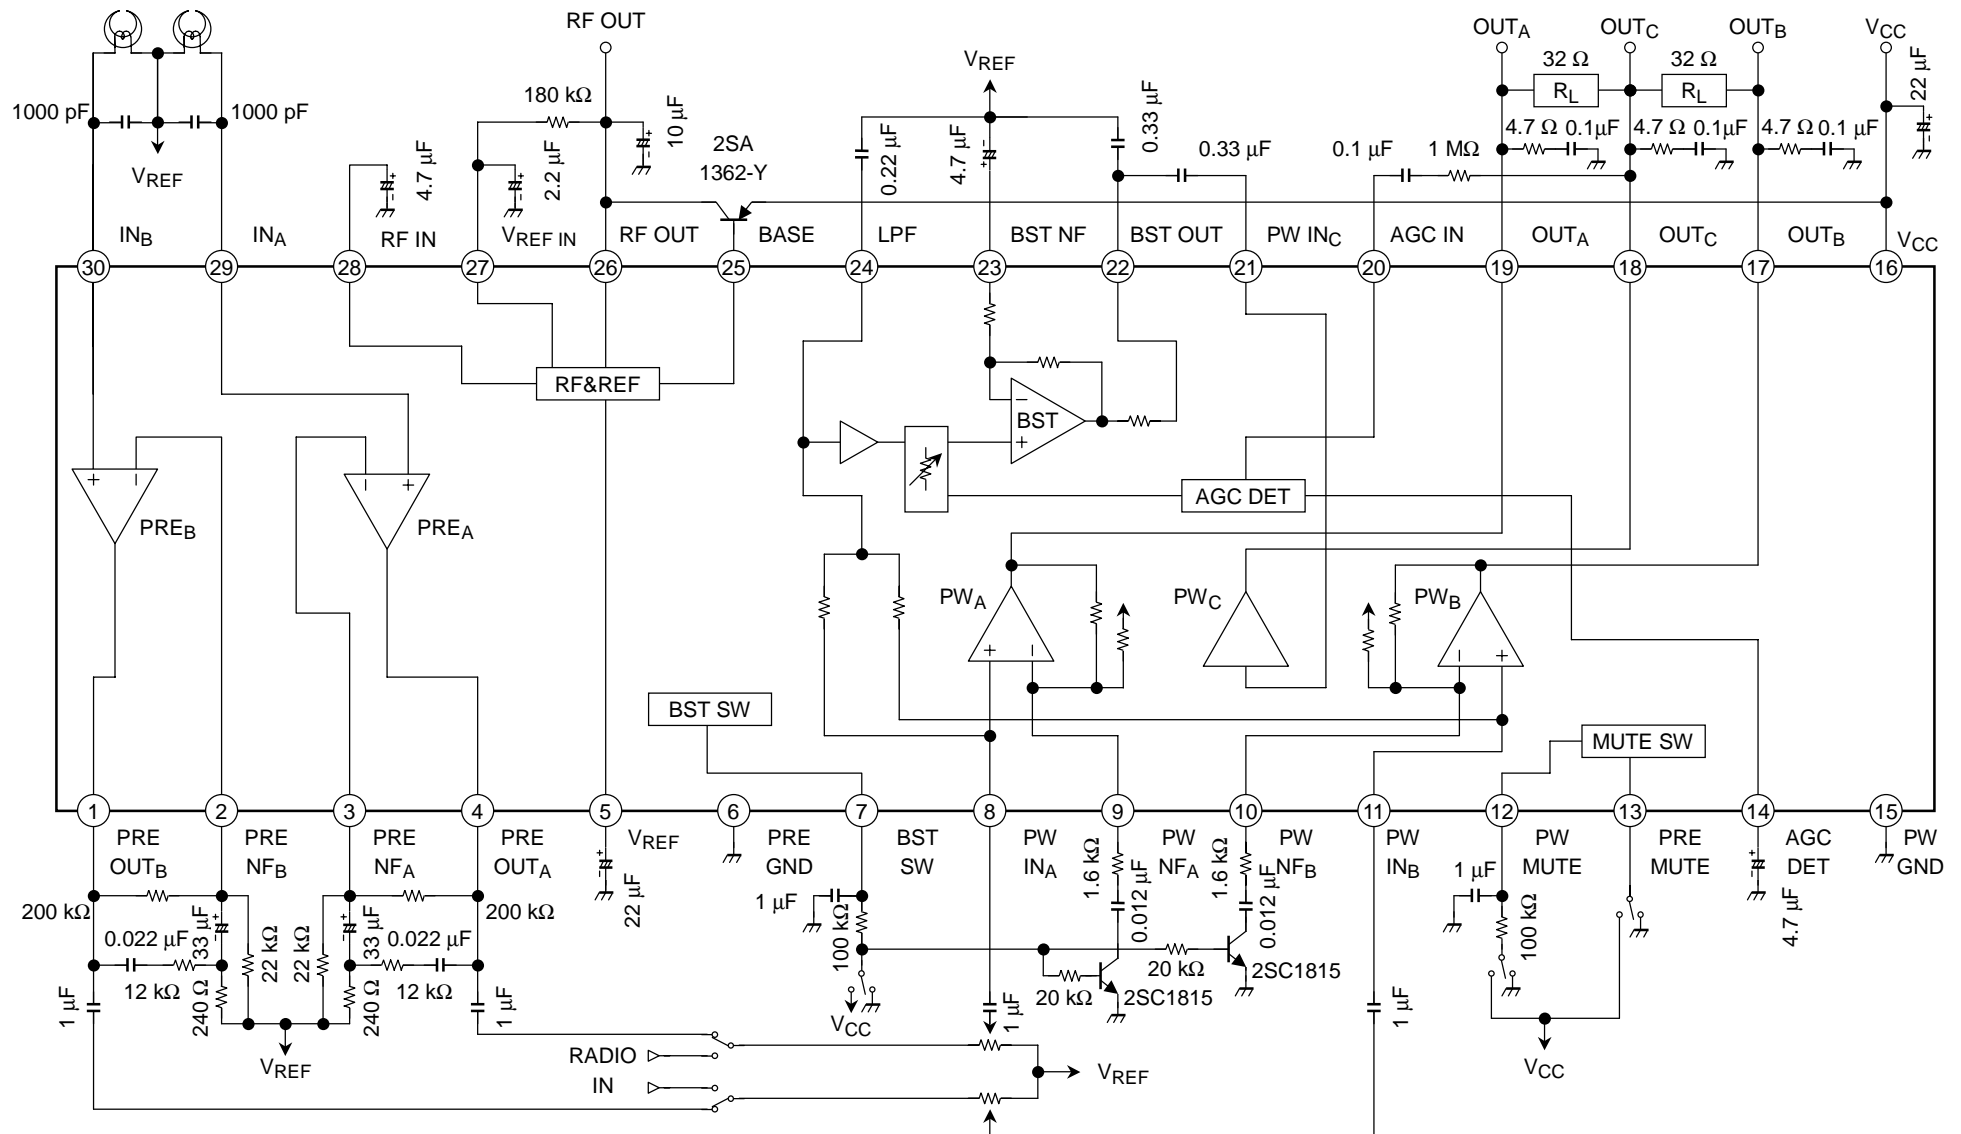 RF OUT
OUTA OUTC OUTB VCC
VREF
32 Ω 32 Ω
RL RL
22 µF
1000 pF 1000 pF
180 kΩ
10 µF
0.33 µF
4.7 Ω 0.1µF 4.7 Ω 0.1µF 4.7 Ω 0.1 µF
VREF
4.7 µF
2.2 µF
2SA
1362-Y
0.22 µF
4.7 µF
0.33 µF
0.1 µF 1 MΩ
INB INA RF IN VREF IN RF OUT BASE LPF BST NF BST OUT PW INC AGC IN OUTA OUTC OUTB VCC
30 29 28 27 26 25 24 23 22 21 20 19 18 17 16
RF&REF
− BST
+
AGC DET
+ − PREB
− + PREA
PWA PWC PWB
+ − − +
BST SW
MUTE SW
1 2 3 4 5 6 7 8 9 10 11 12 13 14 15
PRE PRE PRE PRE VREF PRE BST PW PW PW PW PW PRE AGC PW
OUTB NFB NFA OUTA GND SW INA NFA NFB INB MUTE MUTE DET GND
200 kΩ
33 µF
22 kΩ
22 kΩ
33 µF
200 kΩ
22 µF
1 µF
100 kΩ
1.6 kΩ
0.012 µF
1.6 kΩ
0.012 µF
1 µF
100 kΩ
4.7 µF
0.022 µF 0.022 µF
12 kΩ 12 kΩ
240 Ω 240 Ω
1 µF 1 µF
20 kΩ 2SC1815
20 kΩ 2SC1815
VCC
1 µF 1 µF
VREF
RADIO
IN
VREF
VCC